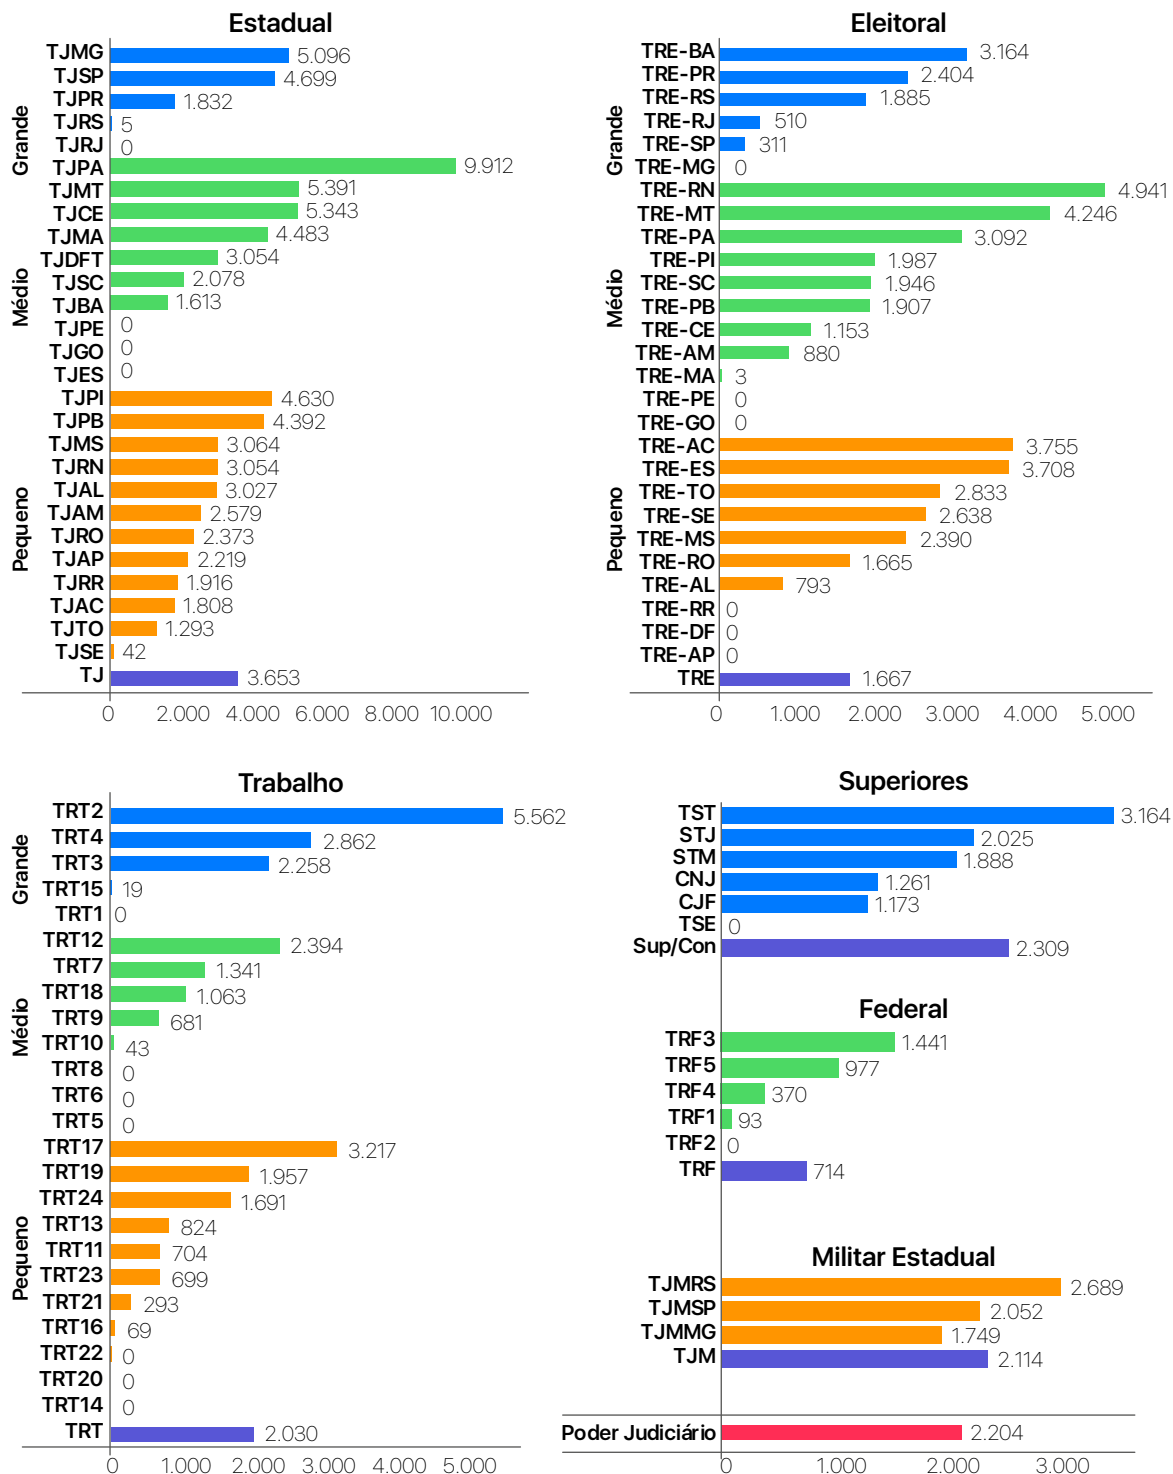 Estadual
Grande
TJMG 5.096
TJSP 4.699
TJPR 1.832
TJRS 5
TJRJ 0
Médio
TJPA 9.912
TJMT 5.391
TJCE 5.343
TJMA 4.483
TJDFT 3.054
TJSC 2.078
TJBA 1.613
TJPE 0
TJGO 0
TJES 0
Pequeno
TJPI 4.630
TJPB 4.392
TJMS 3.064
TJRN 3.054
TJAL 3.027
TJAM 2.579
TJRO 2.373
TJAP 2.219
TJRR 1.916
TJAC 1.808
TJTO 1.293
TJSE 42
TJ 3.653
0 2.000 4.000 6.000 8.000 10.000
Eleitoral
Grande
TRE-BA 3.164
TRE-PR 2.404
TRE-RS 1.885
TRE-RJ 510
TRE-SP 311
TRE-MG 0
Médio
TRE-RN 4.941
TRE-MT 4.246
TRE-PA 3.092
TRE-PI 1.987
TRE-SC 1.946
TRE-PB 1.907
TRE-CE 1.153
TRE-AM 880
TRE-MA 3
TRE-PE 0
TRE-GO 0
Pequeno
TRE-AC 3.755
TRE-ES 3.708
TRE-TO 2.833
TRE-SE 2.638
TRE-MS 2.390
TRE-RO 1.665
TRE-AL 793
TRE-RR 0
TRE-DF 0
TRE-AP 0
TRE 1.667
0 1.000 2.000 3.000 4.000 5.000
Trabalho
Grande
TRT2 5.562
TRT4 2.862
TRT3 2.258
TRT15 19
TRT1 0
Médio
TRT12 2.394
TRT7 1.341
TRT18 1.063
TRT9 681
TRT10 43
TRT8 0
TRT6 0
TRT5 0
Pequeno
TRT17 3.217
TRT19 1.957
TRT24 1.691
TRT13 824
TRT11 704
TRT23 699
TRT21 293
TRT16 69
TRT22 0
TRT20 0
TRT14 0
TRT 2.030
0 1.000 2.000 3.000 4.000 5.000
Superiores
TST 3.164
STJ 2.025
STM 1.888
CNJ 1.261
CJF 1.173
TSE 0
Sup/Con 2.309
Federal
TRF3 1.441
TRF5 977
TRF4 370
TRF1 93
TRF2 0
TRF 714
Militar Estadual
TJMRS 2.689
TJMSP 2.052
TJMMG 1.749
TJM 2.114
Poder Judiciário 2.204
0 1.000 2.000 3.000